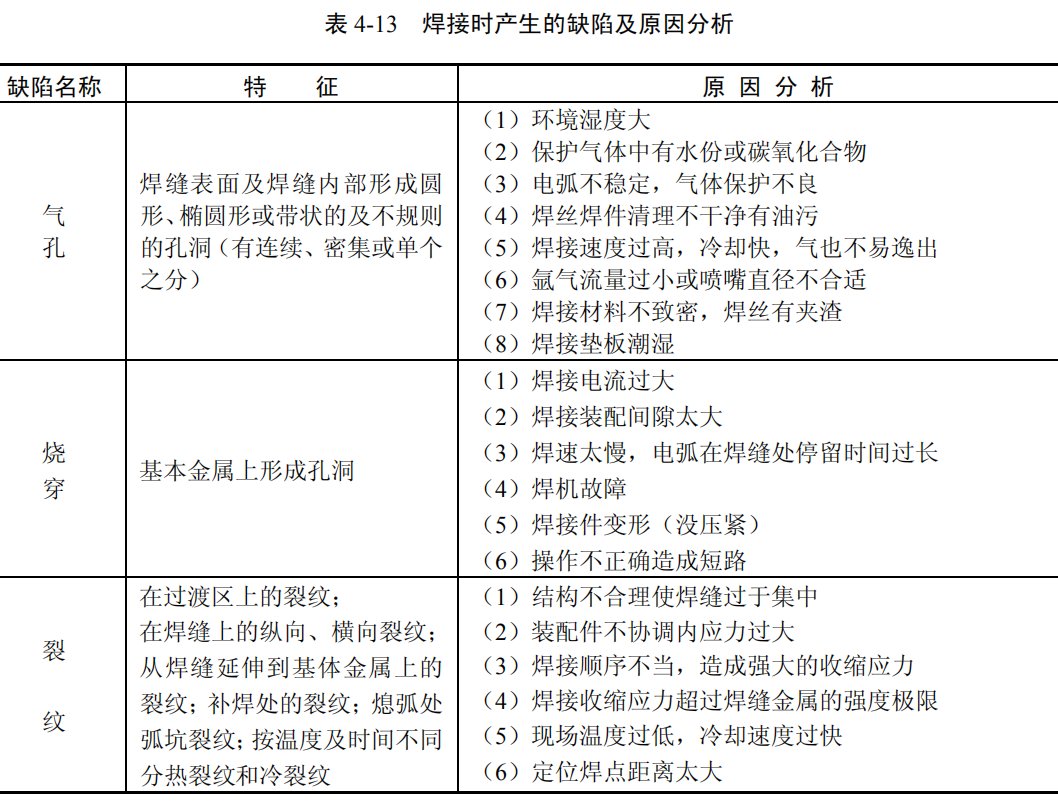 表 4-13 焊接时产生的缺陷及原因分析
缺陷名称 特 征 原 因 分 析
气
孔
焊缝表面及焊缝内部形成圆
形、椭圆形或带状的及不规则
的孔洞（有连续、密集或单个
之分）
（1）环境湿度大
（2）保护气体中有水份或碳氧化合物
（3）电弧不稳定，气体保护不良
（4）焊丝焊件清理不干净有油污
（5）焊接速度过高，冷却快，气也不易逸出
（6）氩气流量过小或喷嘴直径不合适
（7）焊接材料不致密，焊丝有夹渣
（8）焊接垫板潮湿
烧
穿
基本金属上形成孔洞
（1）焊接电流过大
（2）焊接装配间隙太大
（3）焊速太慢，电弧在焊缝处停留时间过长
（4）焊机故障
（5）焊接件变形（没压紧）
（6）操作不正确造成短路
裂
纹
在过渡区上的裂纹；
在焊缝上的纵向、横向裂纹；
从焊缝延伸到基体金属上的
裂纹；补焊处的裂纹；熄弧处
弧坑裂纹；按温度及时间不同
分热裂纹和冷裂纹
（1）结构不合理使焊缝过于集中
（2）装配件不协调内应力过大
（3）焊接顺序不当，造成强大的收缩应力
（4）焊接收缩应力超过焊缝金属的强度极限
（5）现场温度过低，冷却速度过快
（6）定位焊点距离太大